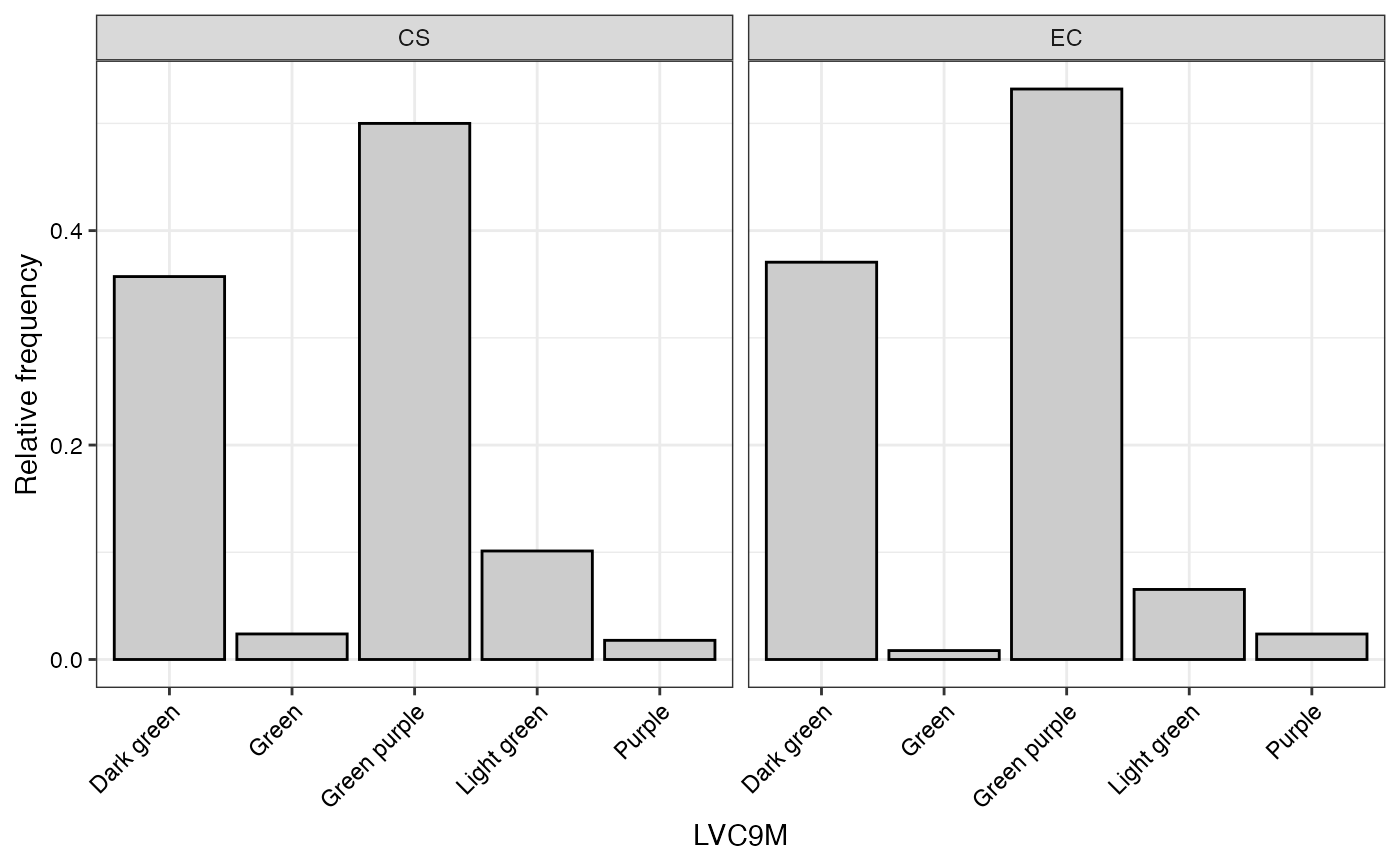 CS
EC
Relative frequency
0.4
0.2
0.0
Dark green
Green
Green purple
Light green
Purple
Dark green
Green
Green purple
Light green
Purple
LVC9M